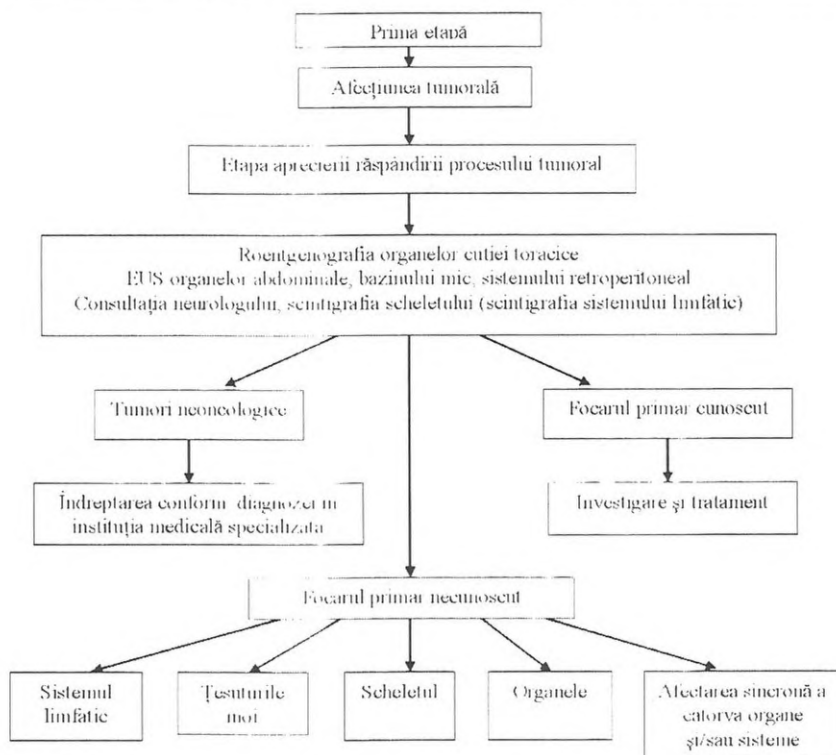 Prima etapă
Afecțiunea tumorală
Etapa aprecierii răspândirii procesului tumoral
Roentgenografia organelor cutiei toracice
EUS organelor abdominale, bazinului mic, sistemului retroperitoneal
Consultația neurologului, scintigrafia scheletului (scintigrafia sistemului limfatic)
Tumori neoncologice
Focarul primar cunoscut
Îndreptarea conform diagnozei în
instituția medicală specializata
Investigare și tratament
Focarul primar necunoscut
Sistemul
limfatic
Țesuturile
moi
Scheletul
Organele
Afectarea sincronă a
catorva organe
și/sau sisteme